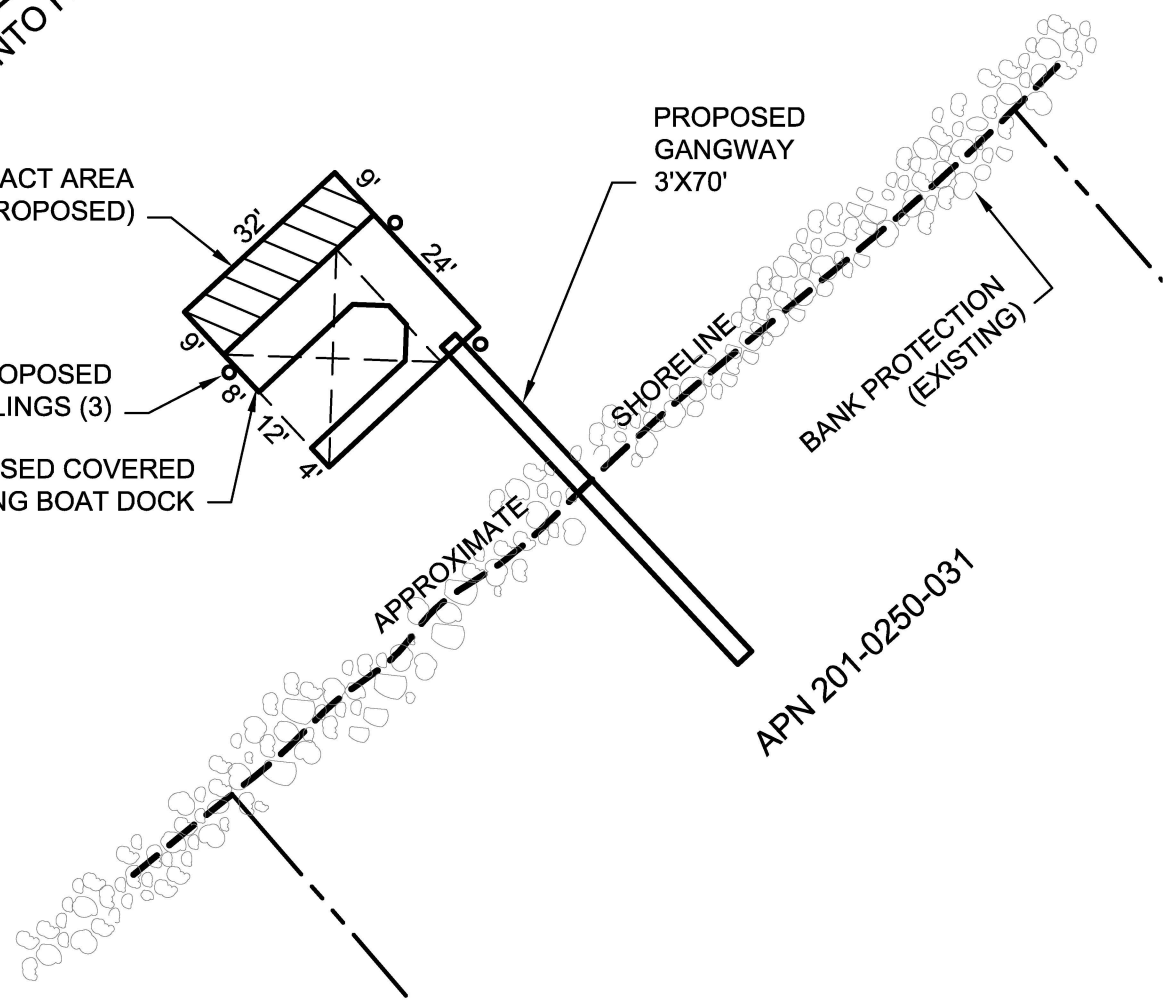 NTO
PROPOSED
GANGWAY
3'X70'
ACT AREA
ROPOSED)
9'
32'
24'
9'
8'
12'
4'
OPOSED
LINGS (3)
SED COVERED
NG BOAT DOCK
APPROXIMATE SHORELINE
BANK PROTECTION
(EXISTING)
APN 201-0250-031